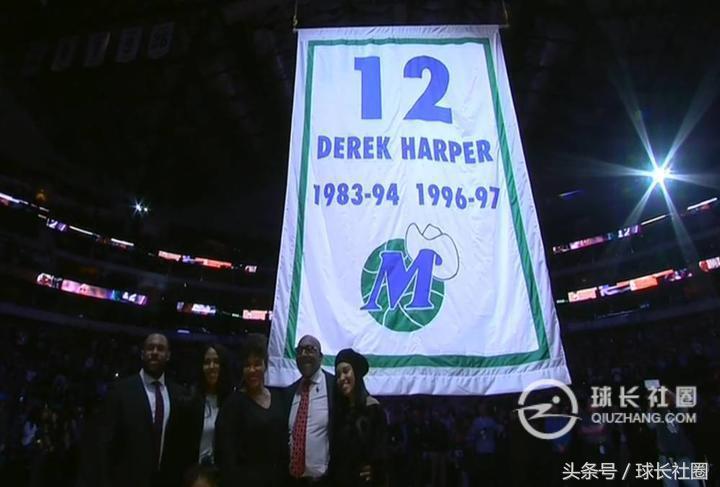 12
DEREK HARPER
1983-94 1996-97
M
球长社圈
QIUZHANG.COM
头条号/球长社圈